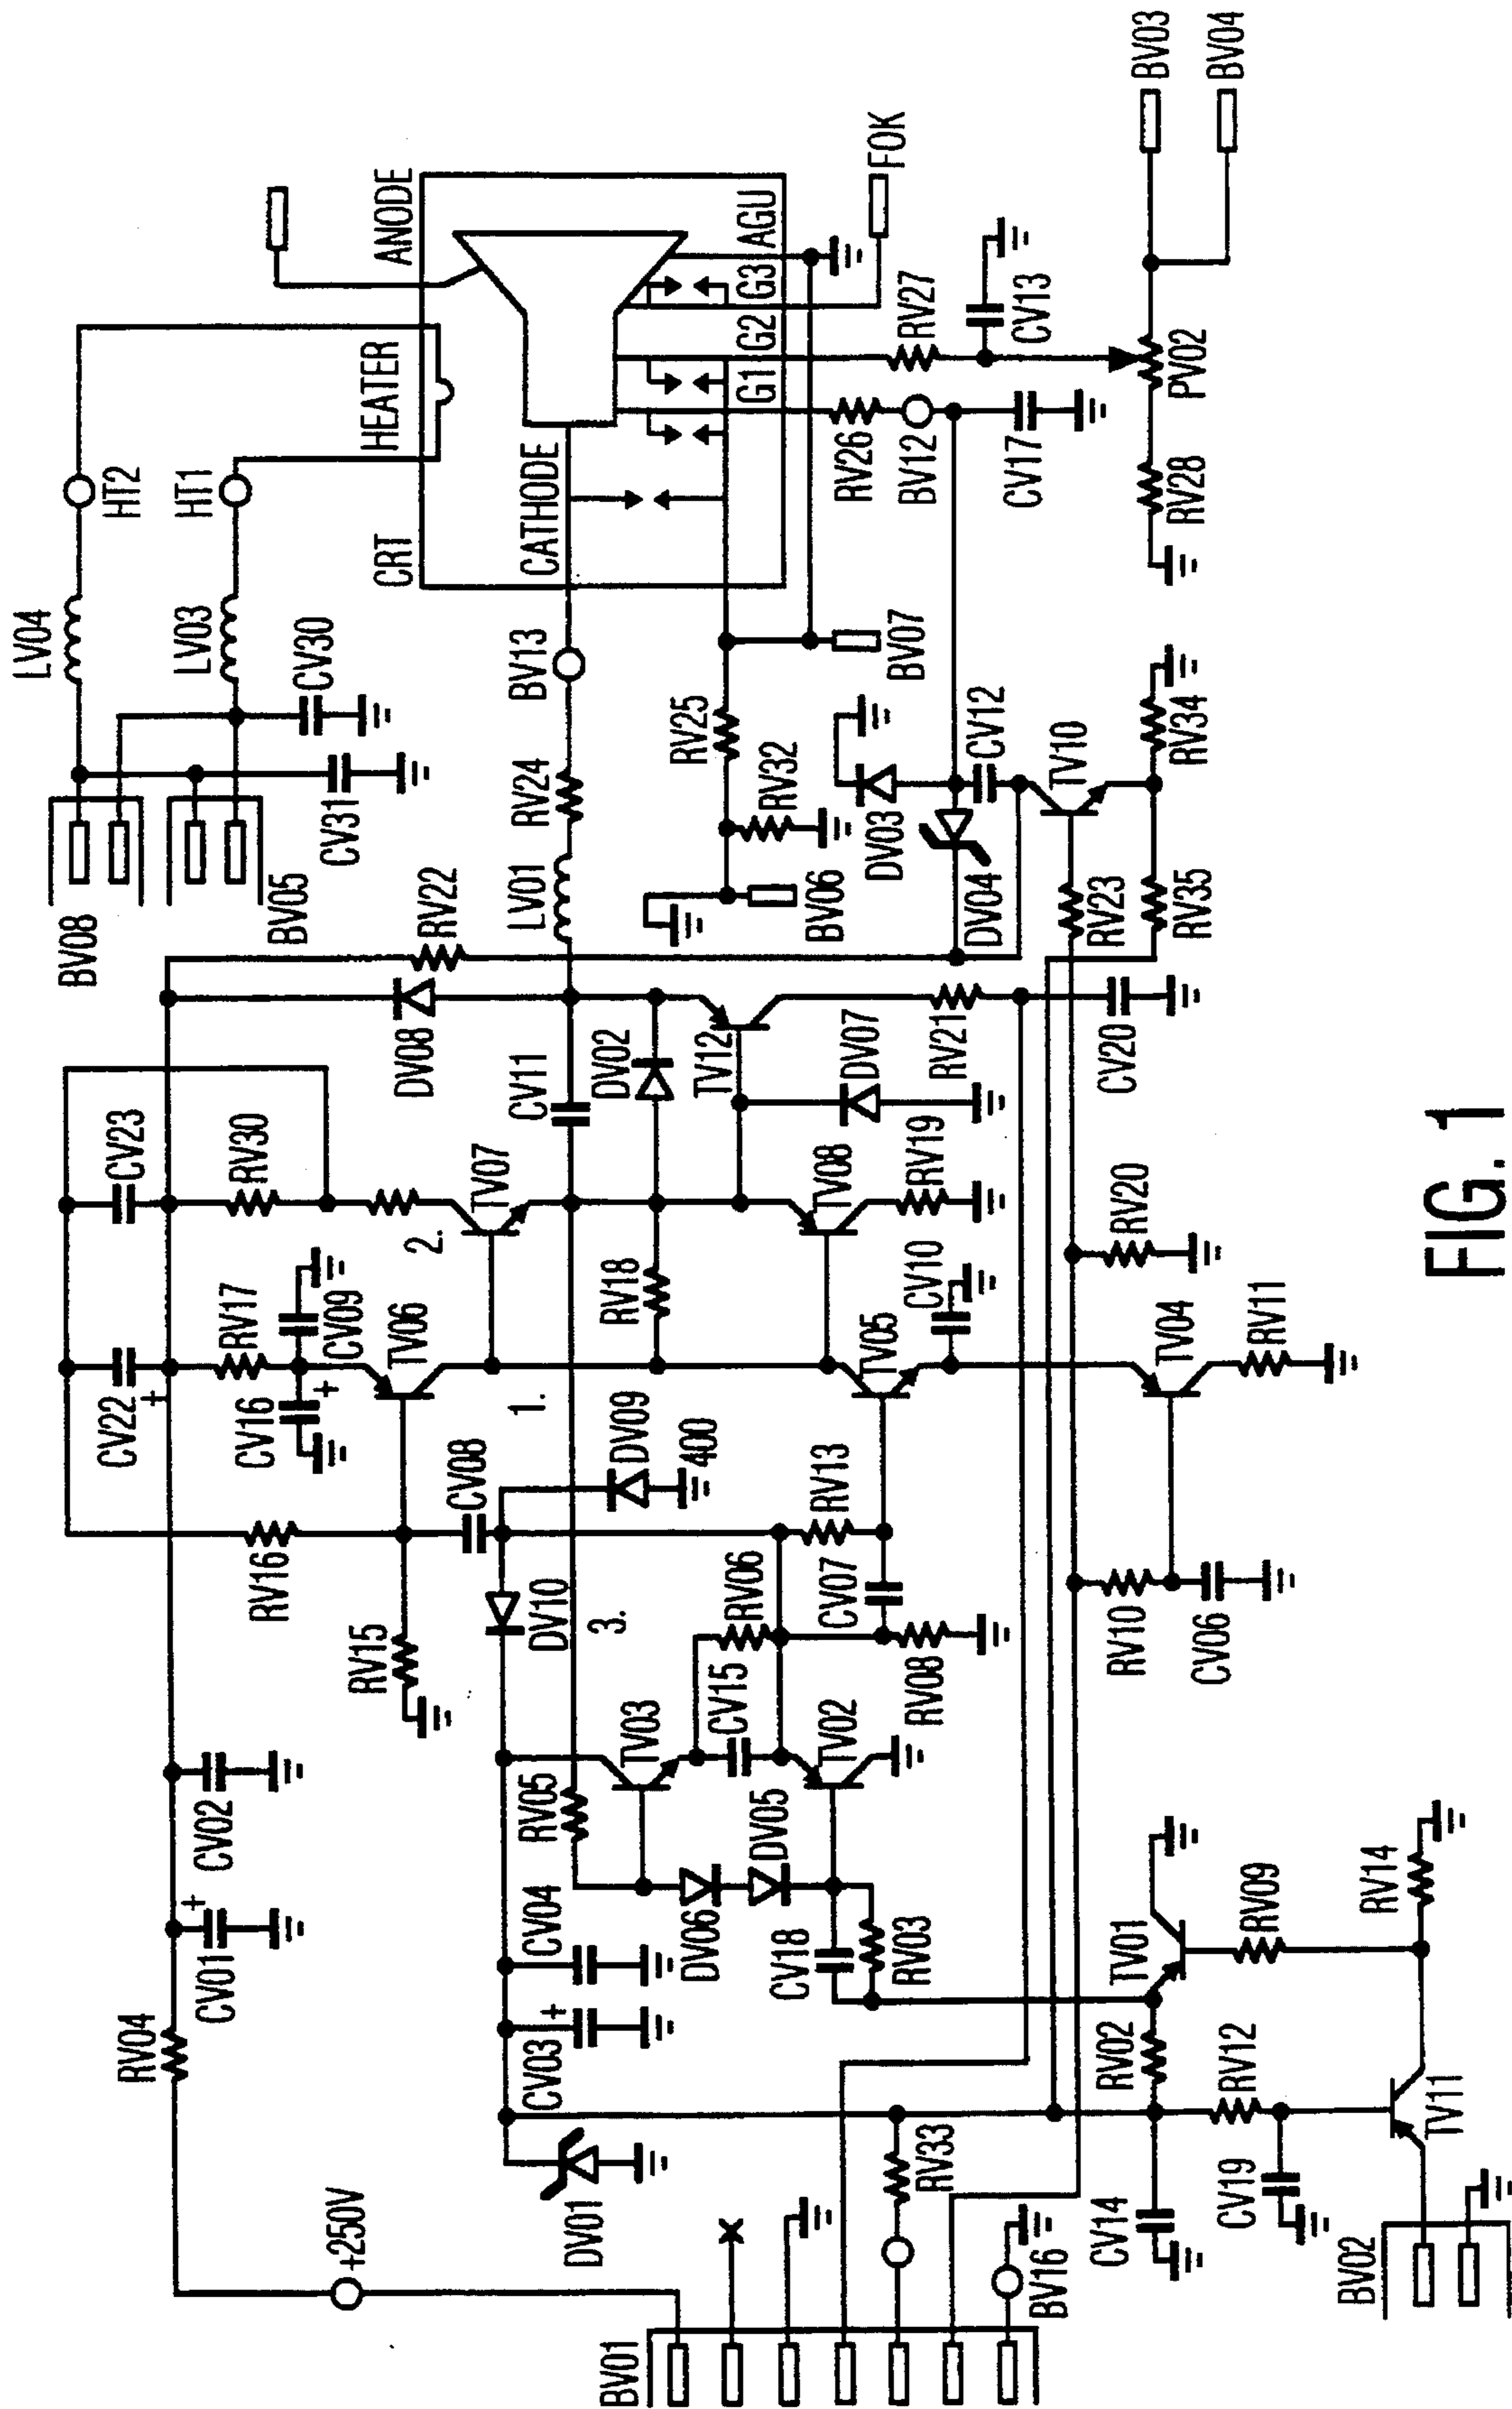 LV04
HT2
LV03
HT1
BV08
BV05
CV30
CV31
HEATER
ANODE
CRT
CATHODE
G1
G2
G3
AGU
FOK
BV13
RV24
LV01
RV22
RV25
RV32
BV07
BV06
RV26
BV12
CV17
RV27
CV13
BV03
BV04
PV02
RV28
DV03
CV12
DV04
TV10
RV34
RV23
RV35
DV08
CV11
DV02
TV12
DV07
RV21
CV20
CV23
RV30
2.
TV07
RV18
TV08
RV19
CV22
+
RV17
CV16
+
CV09
TV06
1.
CV10
TV05
RV20
TV04
RV11
RV16
RV15
CV08
DV09
400
DV10
3.
RV13
RV06
CV07
RV08
RV10
CV06
CV02
CV01
+
RV04
+250V
RV05
TV03
CV15
TV02
CV04
CV03
+
DV06
DV05
CV18
RV03
DV01
RV33
BV01
BV16
TV01
RV09
RV14
RV02
RV12
CV14
CV19
TV11
BV02
FIG. 1